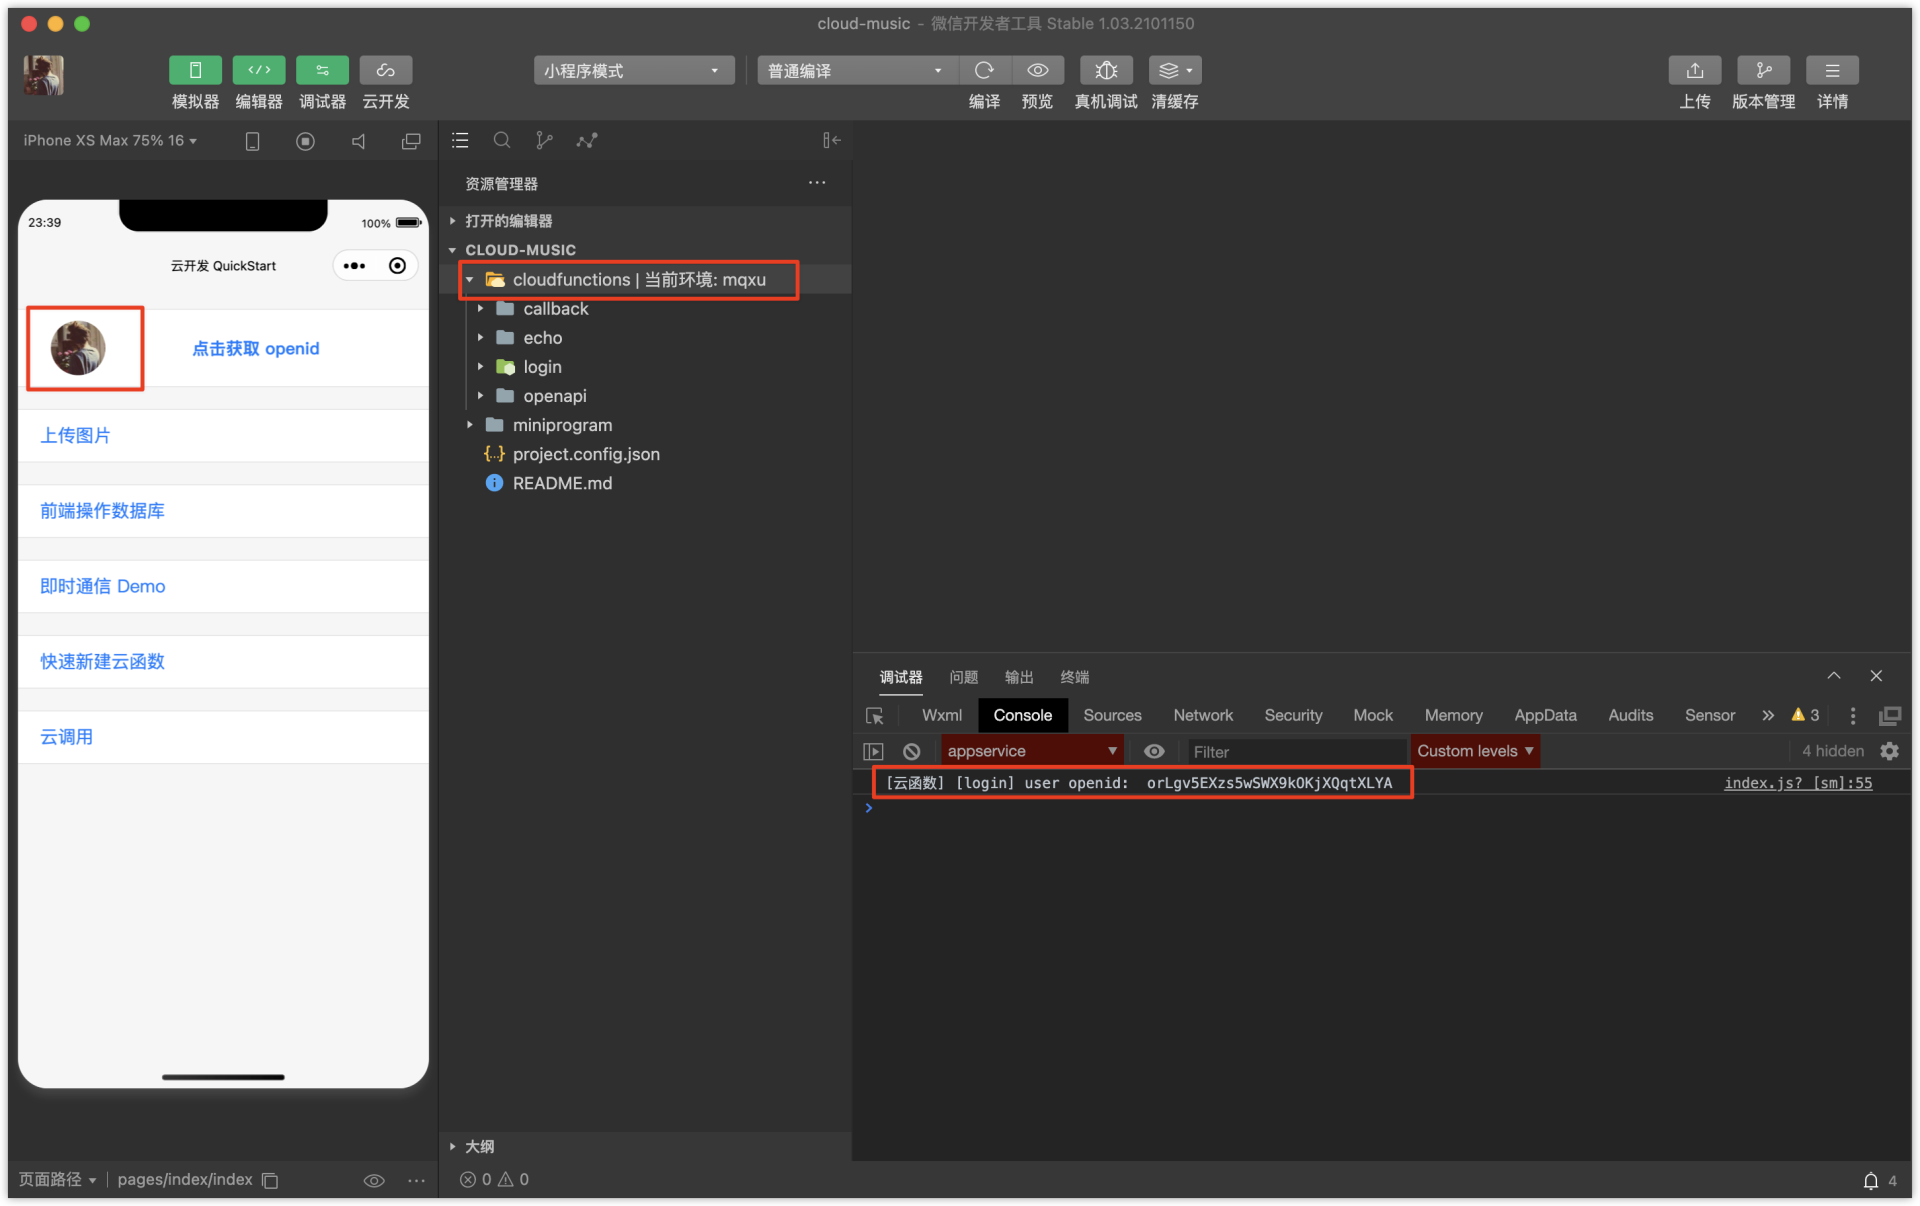 cloud-music - 微信开发者工具 Stable 1.03.2101150
小程序模式
普通编译
模拟器 编辑器 调试器 云开发
编译 预览 真机调试 清缓存
上传 版本管理 详情
iPhone XS Max 75% 16
23:39
100%
云开发 QuickStart
点击获取 openid
上传图片
前端操作数据库
即时通信 Demo
快速新建云函数
云调用
页面路径 pages/index/index
资源管理器
打开的编辑器
CLOUD-MUSIC
cloudfunctions | 当前环境: mqxu
callback
echo
login
openapi
miniprogram
{..} project.config.json
README.md
大纲
0 0
调试器 问题 输出 终端
Wxml Console Sources Network Security Mock Memory AppData Audits Sensor 3
appservice Filter Custom levels 4 hidden
[云函数] [login] user openid: orLgv5EXzs5wSWX9kOKjXQqtXLYA index.js? [sm]:55
4